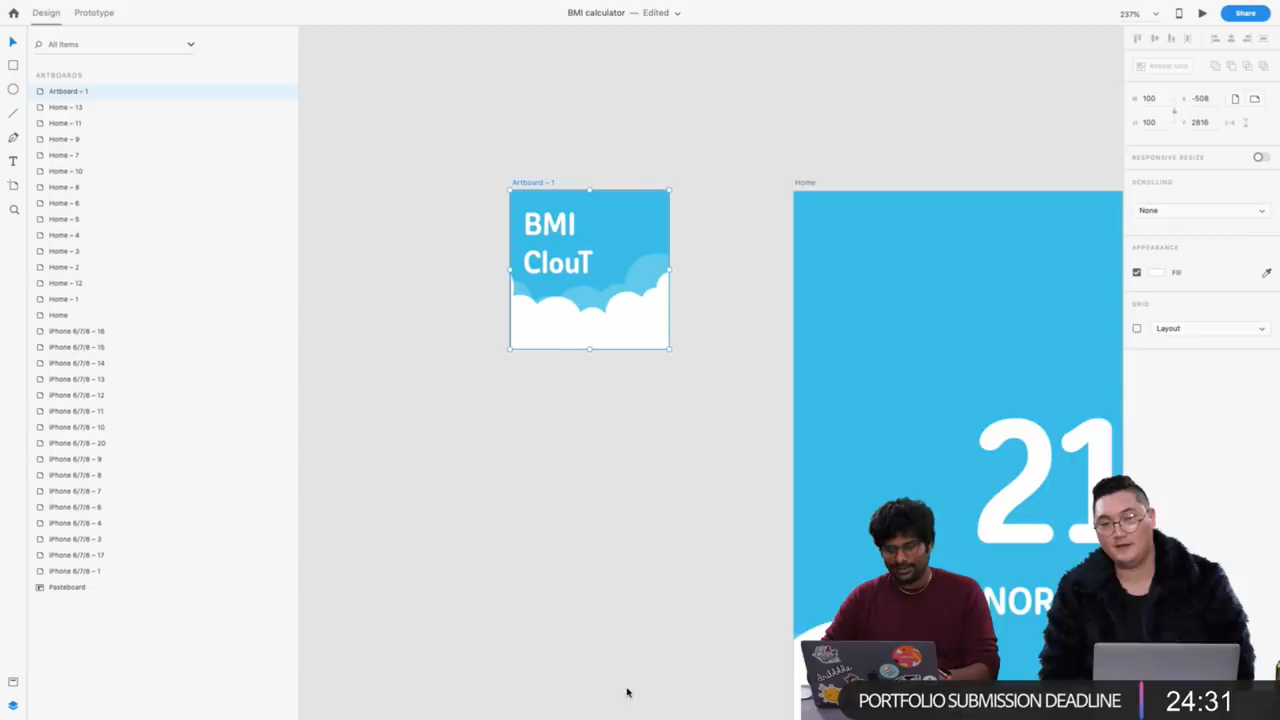 Design
Prototype
BMI calculator — Edited
237%
Share
All Items
ARTBOARDS
Artboard – 1
Home – 13
Home – 11
Home – 9
Home – 7
Home – 10
Home – 8
Home – 6
Home – 5
Home – 4
Home – 3
Home – 2
Home – 12
Home – 1
Home
iPhone 6/7/8 – 16
iPhone 6/7/8 – 15
iPhone 6/7/8 – 14
iPhone 6/7/8 – 13
iPhone 6/7/8 – 12
iPhone 6/7/8 – 11
iPhone 6/7/8 – 10
iPhone 6/7/8 – 20
iPhone 6/7/8 – 9
iPhone 6/7/8 – 8
iPhone 6/7/8 – 7
iPhone 6/7/8 – 6
iPhone 6/7/8 – 4
iPhone 6/7/8 – 3
iPhone 6/7/8 – 17
iPhone 6/7/8 – 1
Pasteboard
Artboard – 1
BMI
ClouT
Home
21
NOR
Repeat Grid
W 100 X -508
H 100 Y 2816
RESPONSIVE RESIZE
SCROLLING
None
APPEARANCE
Fill
GRID
Layout
PORTFOLIO SUBMISSION DEADLINE
24:31